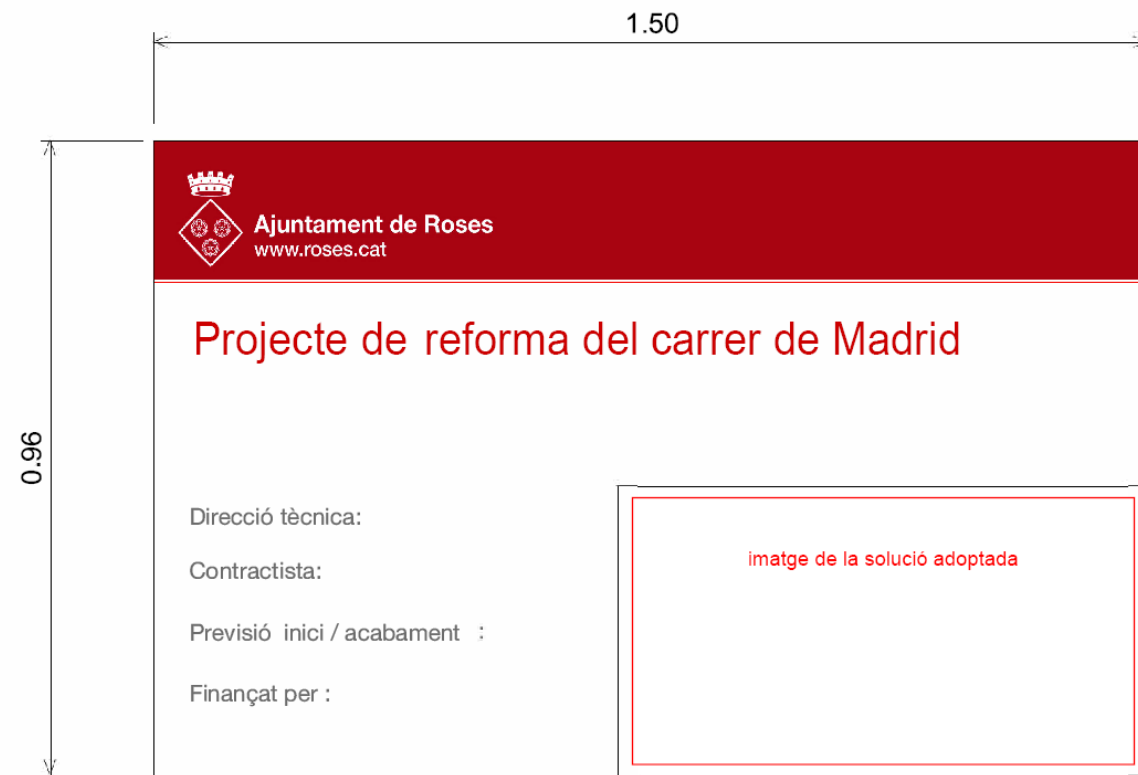 1.50
Ajuntament de Roses
www.roses.cat
Projecte de reforma del carrer de Madrid
0.96
Direcció tècnica:
imatge de la solució adoptada
Contractista:
Previsió inici / acabament :
Finançat per :